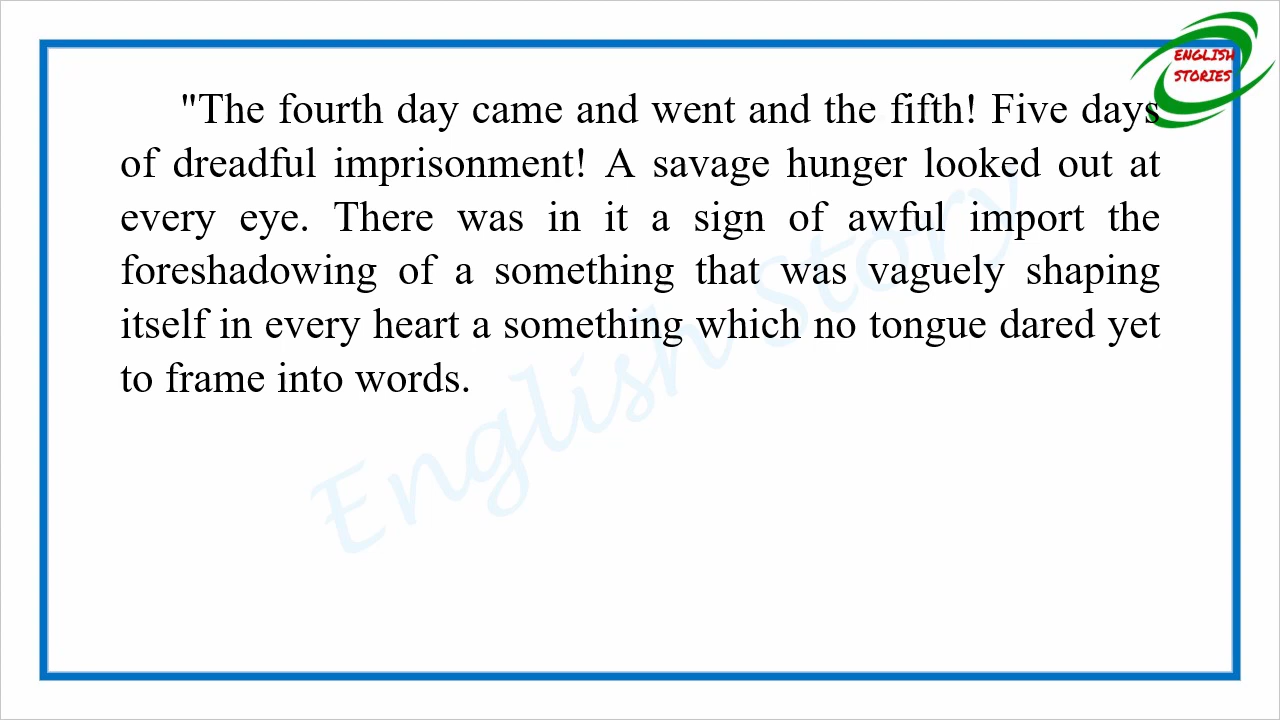 ENGLISH
STORIES
"The fourth day came and went and the fifth! Five days
of dreadful imprisonment! A savage hunger looked out at
every eye. There was in it a sign of awful import the
foreshadowing of a something that was vaguely shaping
itself in every heart a something which no tongue dared yet
to frame into words.
English Story